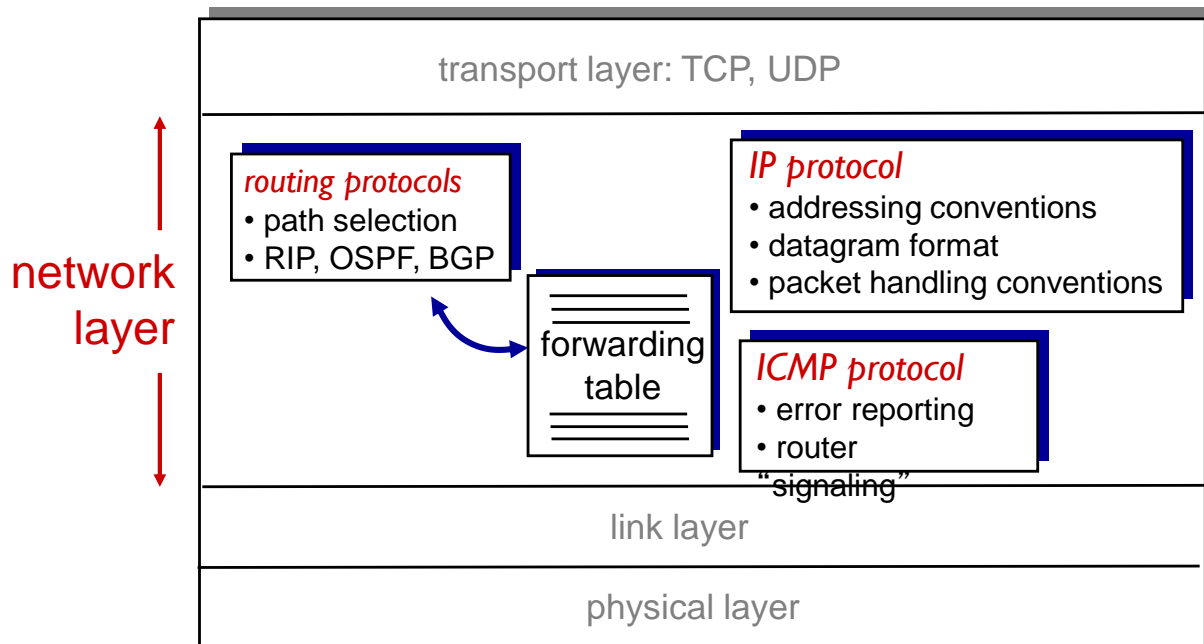 transport layer: TCP, UDP
network
layer
routing protocols
• path selection
• RIP, OSPF, BGP
forwarding
table
IP protocol
• addressing conventions
• datagram format
• packet handling conventions
ICMP protocol
• error reporting
• router
“signaling”
link layer
physical layer